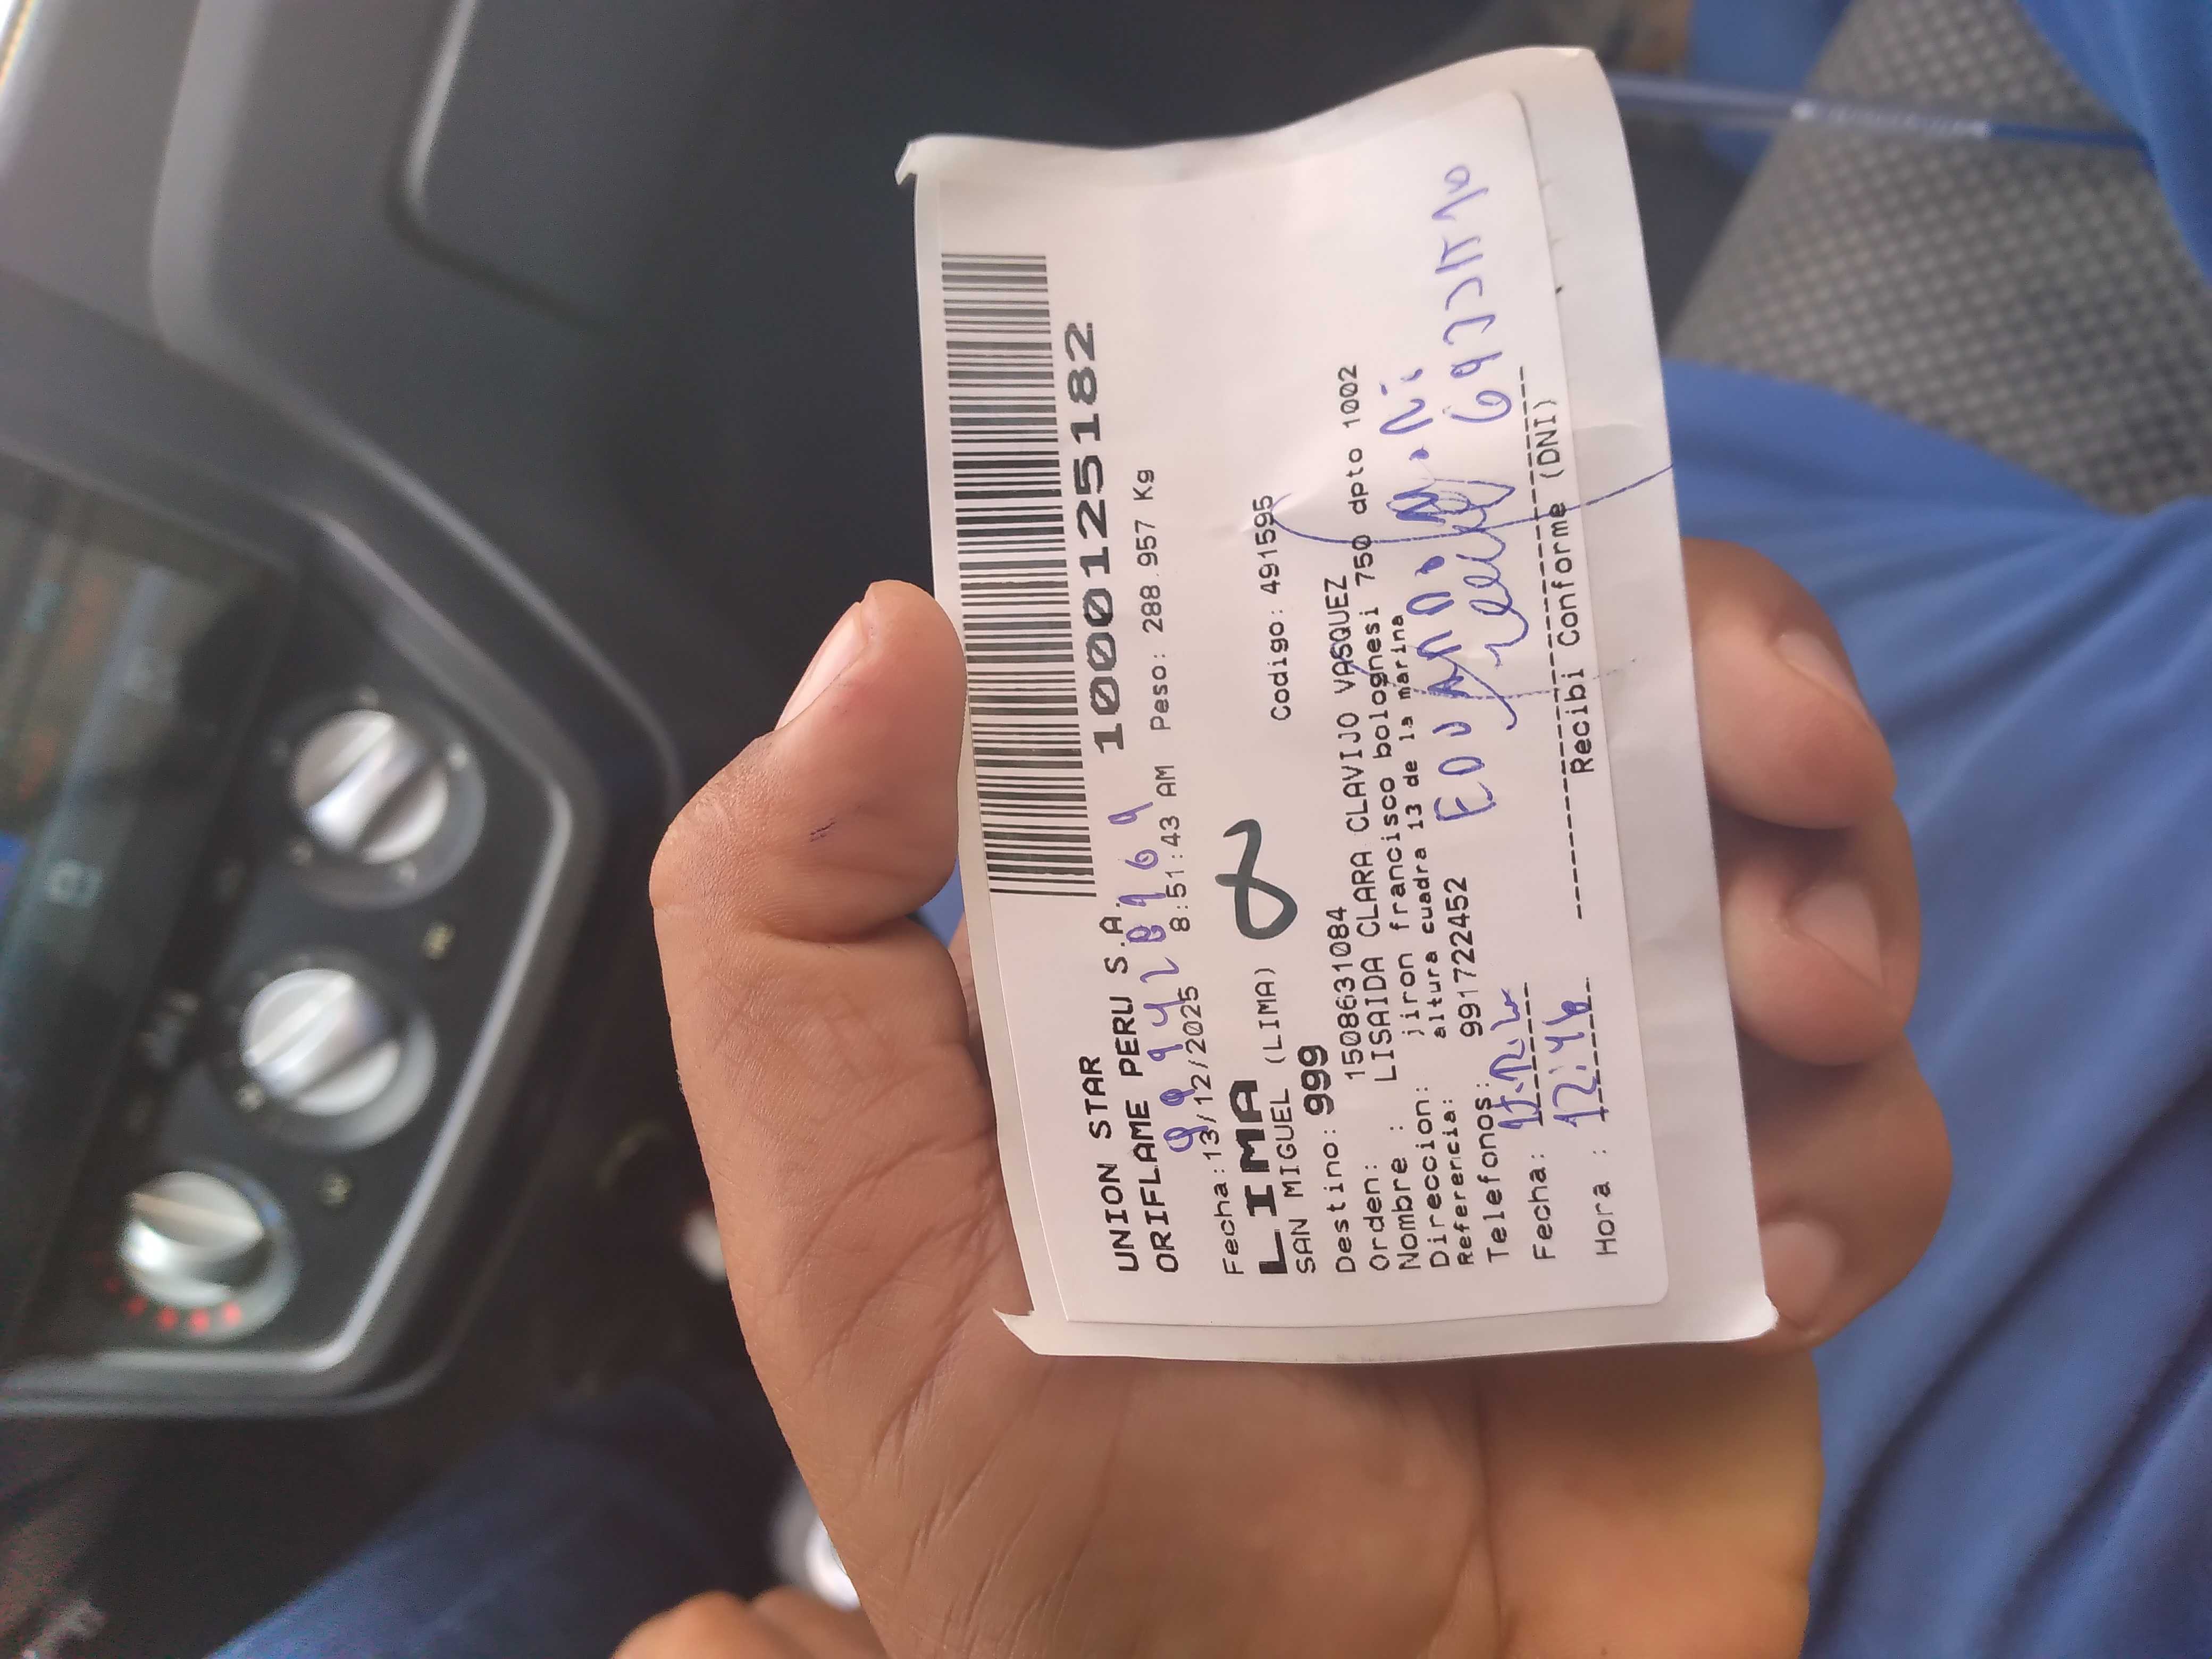 1000125182
UNION STAR
ORIFLAME PERU S.A.
Fecha:13/12/2025 8:51:43 AM Peso: 288.957 Kg
LIMA 8
SAN MIGUEL (LIMA) Codigo: 491595
Destino: 999
Orden: 15086631084
Nombre : LISAIDA CLARA CLAVIJO VASQUEZ
Direccion: jiron francisco bolognesi 750 dpto 1002
Referencia: altura cuadra 13 de la marina
Telefonos: 991722452
Fecha:
Hora : 12:46
Recibi Conforme (DNI)